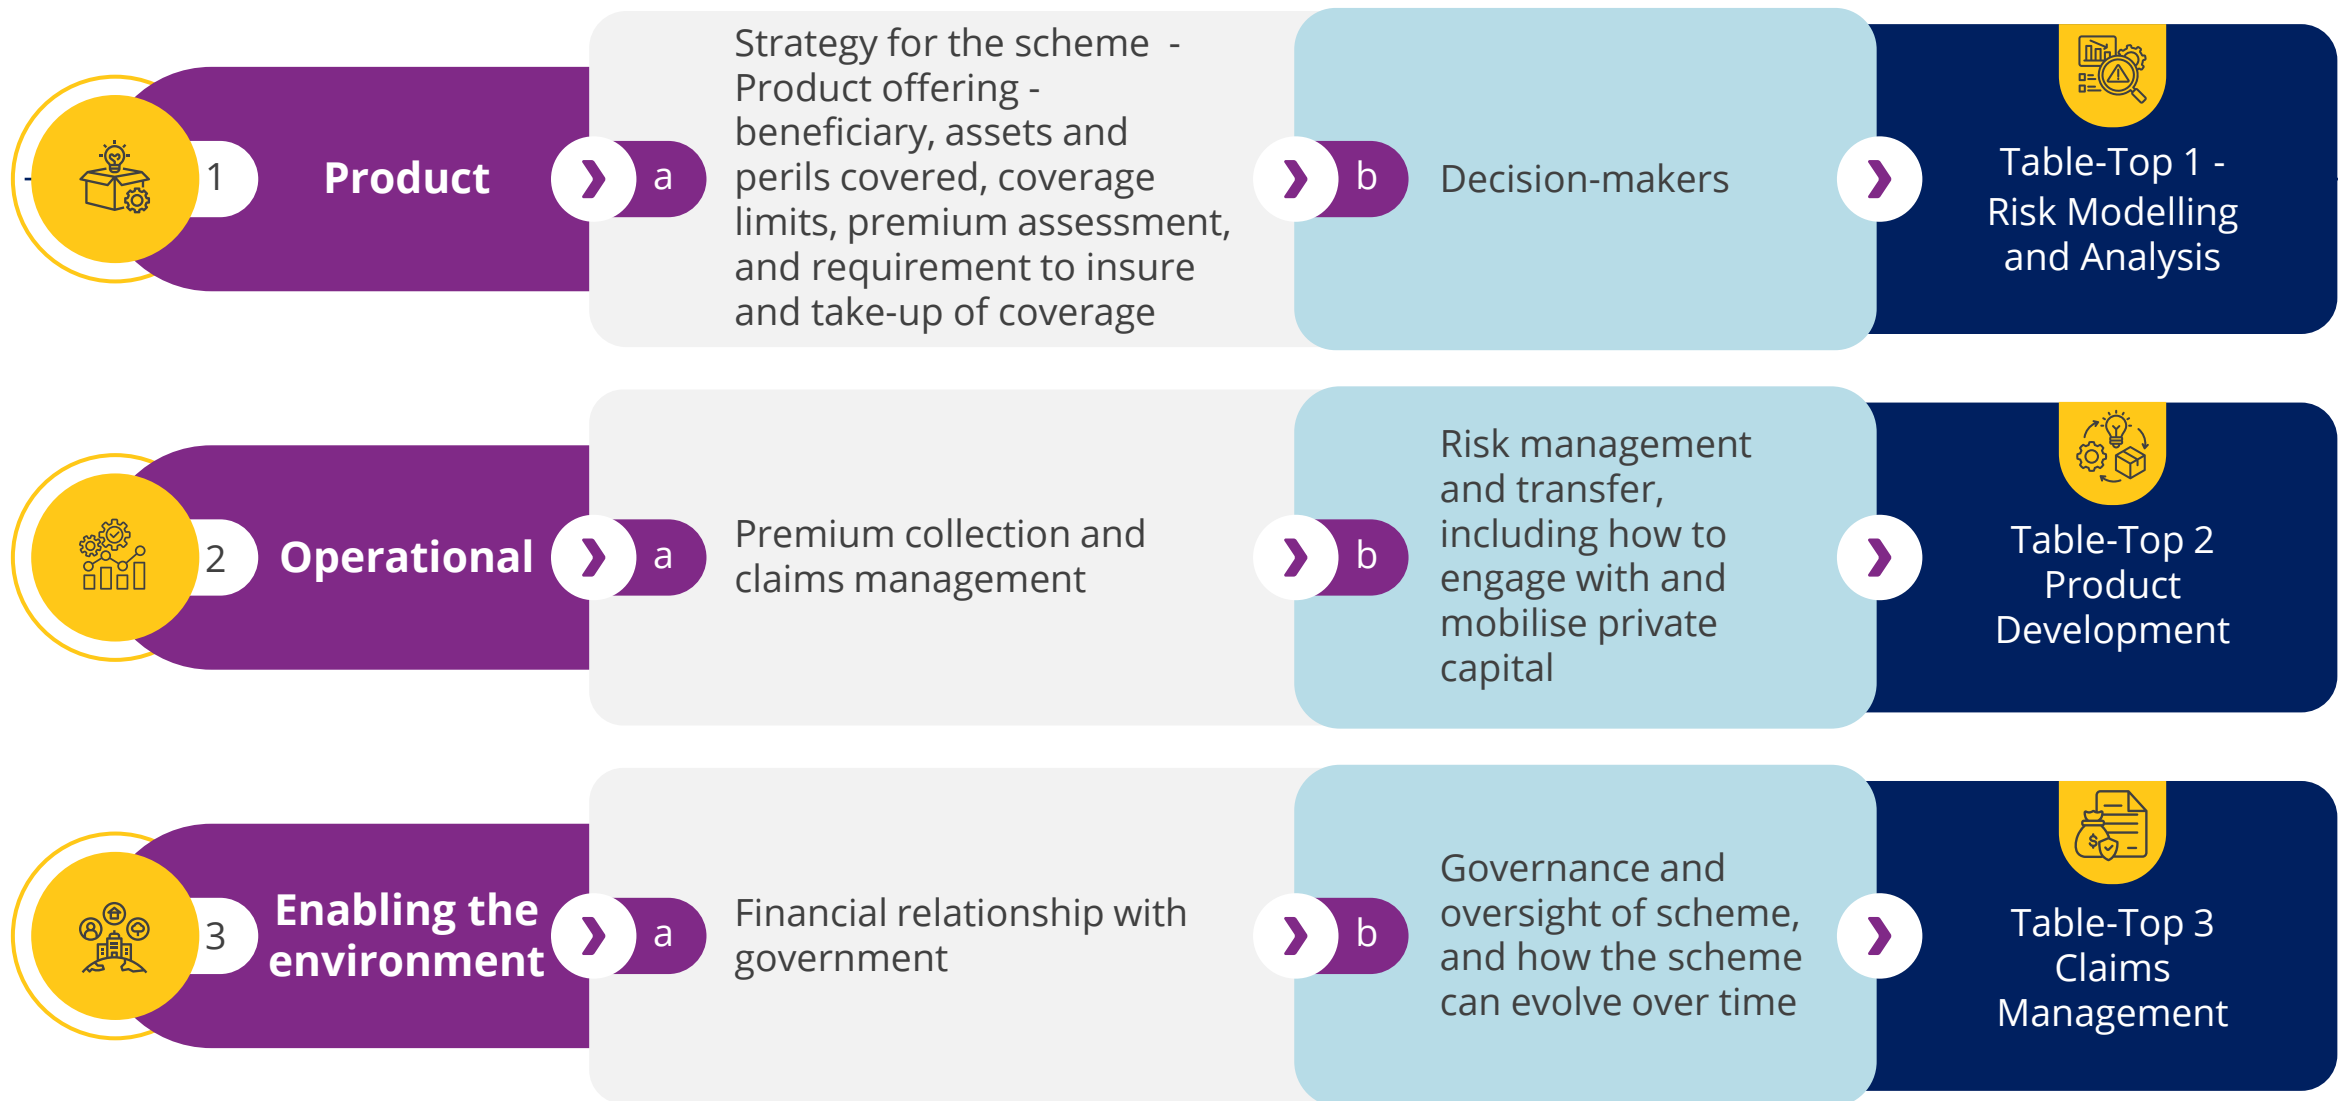 1
Product
a
Strategy for the scheme -
Product offering -
beneficiary, assets and
perils covered, coverage
limits, premium assessment,
and requirement to insure
and take-up of coverage
b
Decision-makers
Table-Top 1 -
Risk Modelling
and Analysis
2
Operational
a
Premium collection and
claims management
b
Risk management
and transfer,
including how to
engage with and
mobilise private
capital
Table-Top 2
Product
Development
3
Enabling the
environment
a
Financial relationship with
government
b
Governance and
oversight of scheme,
and how the scheme
can evolve over time
$
Table-Top 3
Claims
Management